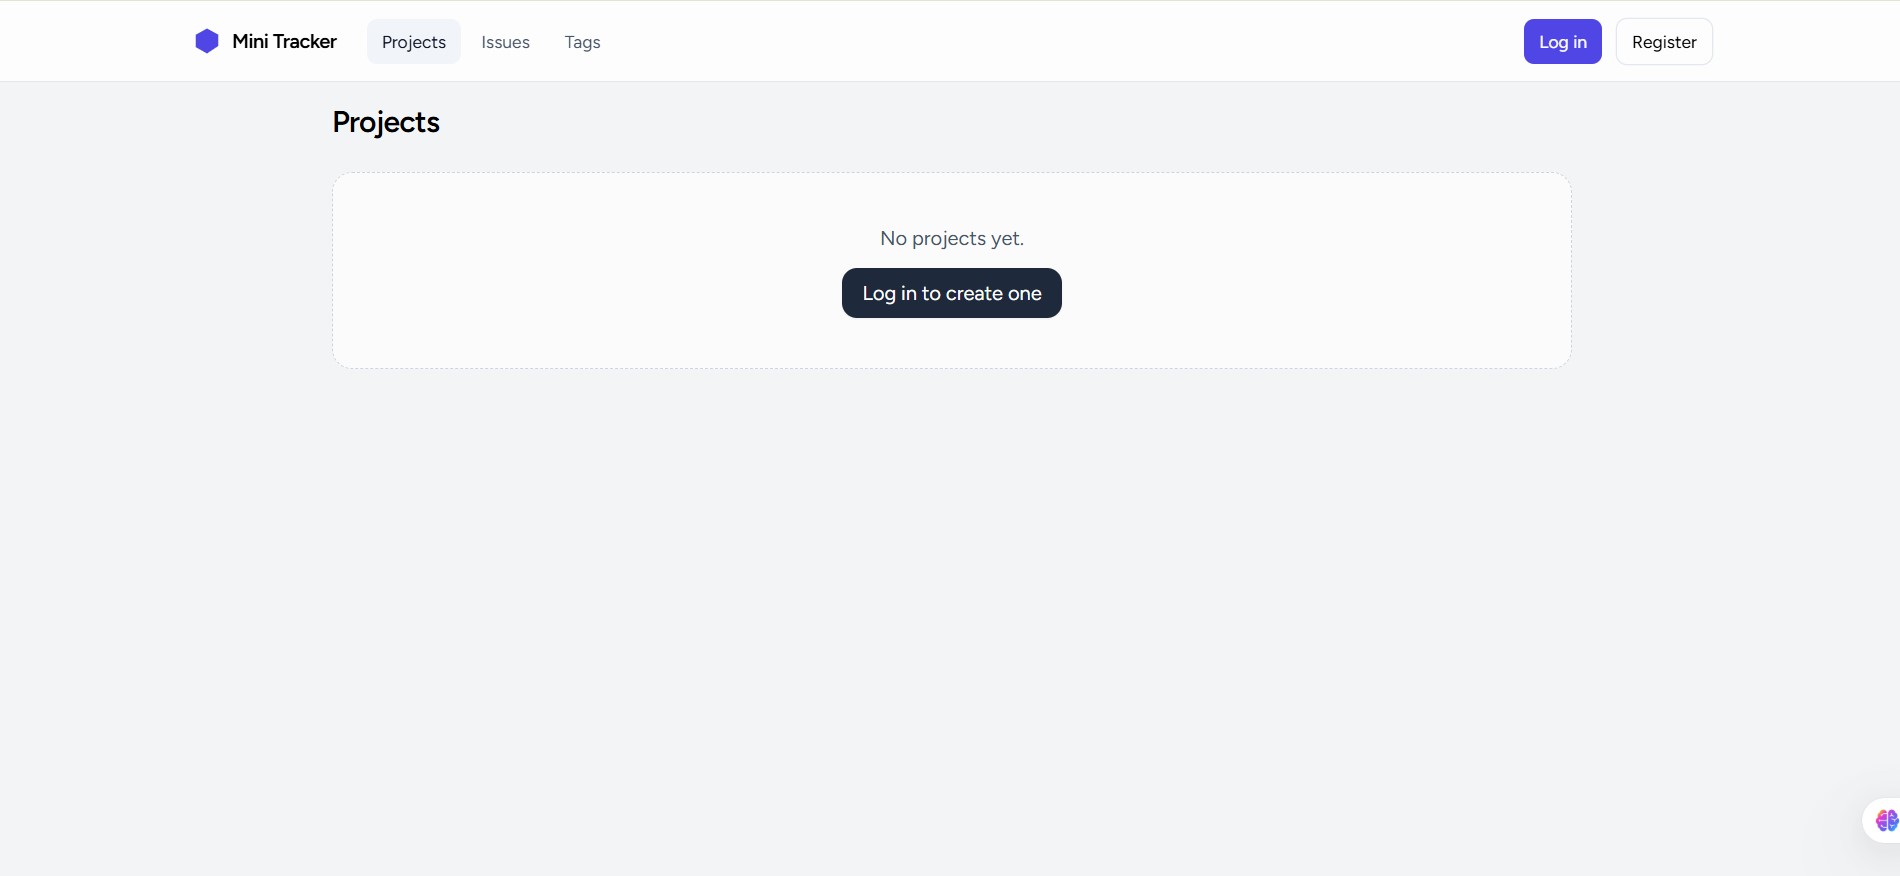 Mini Tracker Projects Issues Tags Log in Register
Projects
No projects yet.
Log in to create one